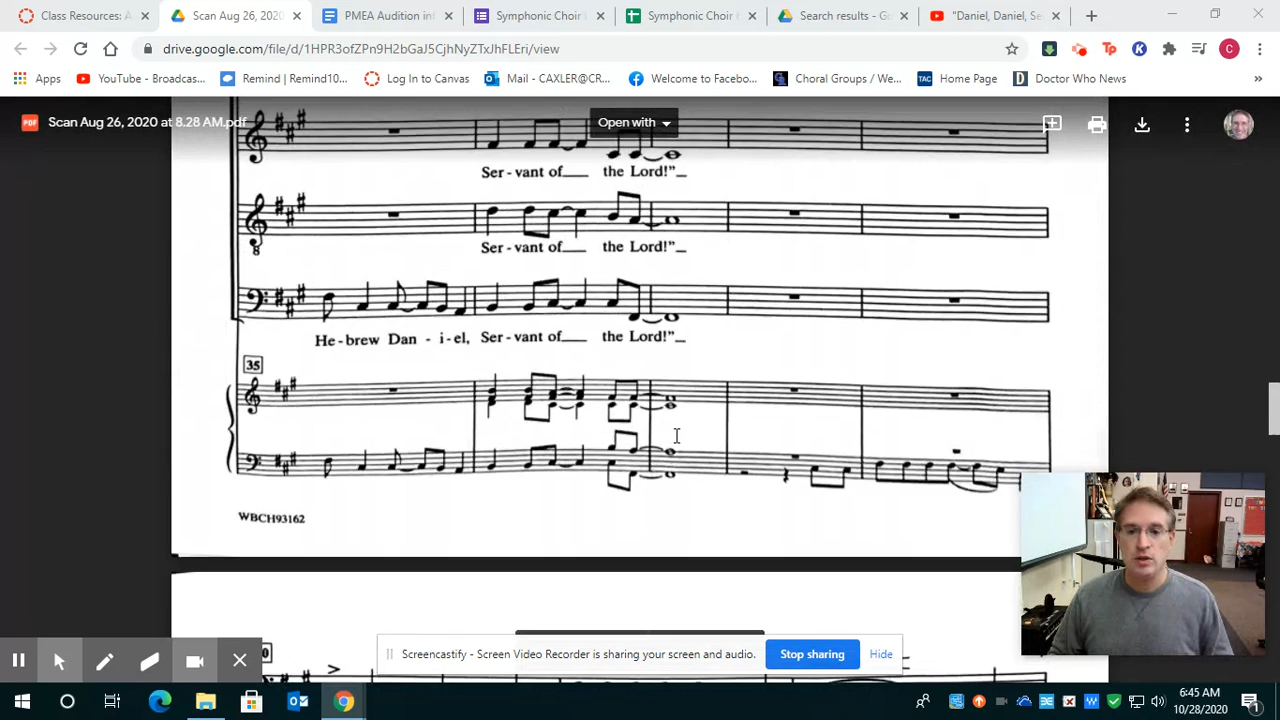 Class Resources: A
Scan Aug 26, 2020
PMEA Audition in
Symphonic Choir
Symphonic Choir
Search results - Go
"Daniel, Daniel, Se
drive.google.com/file/d/1HPR3ofZPn9H2bGaJ5CjhNyZTxJhFLEri/view
Apps
YouTube - Broadcas...
Remind | Remind10...
Log In to Canvas
Mail - CAXLER@CR...
Welcome to Facebo...
Choral Groups / We...
Home Page
Doctor Who News
»
PDF Scan Aug 26, 2020 at 8.28 AM.pdf
Open with
Ser - vant of the Lord!"
8
Ser - vant of the Lord!"
He - brew Dan - i - el, Ser - vant of the Lord!"
35
WBCH93162
Screencastify - Screen Video Recorder is sharing your screen and audio.
Stop sharing
Hide
6:45 AM
10/28/2020